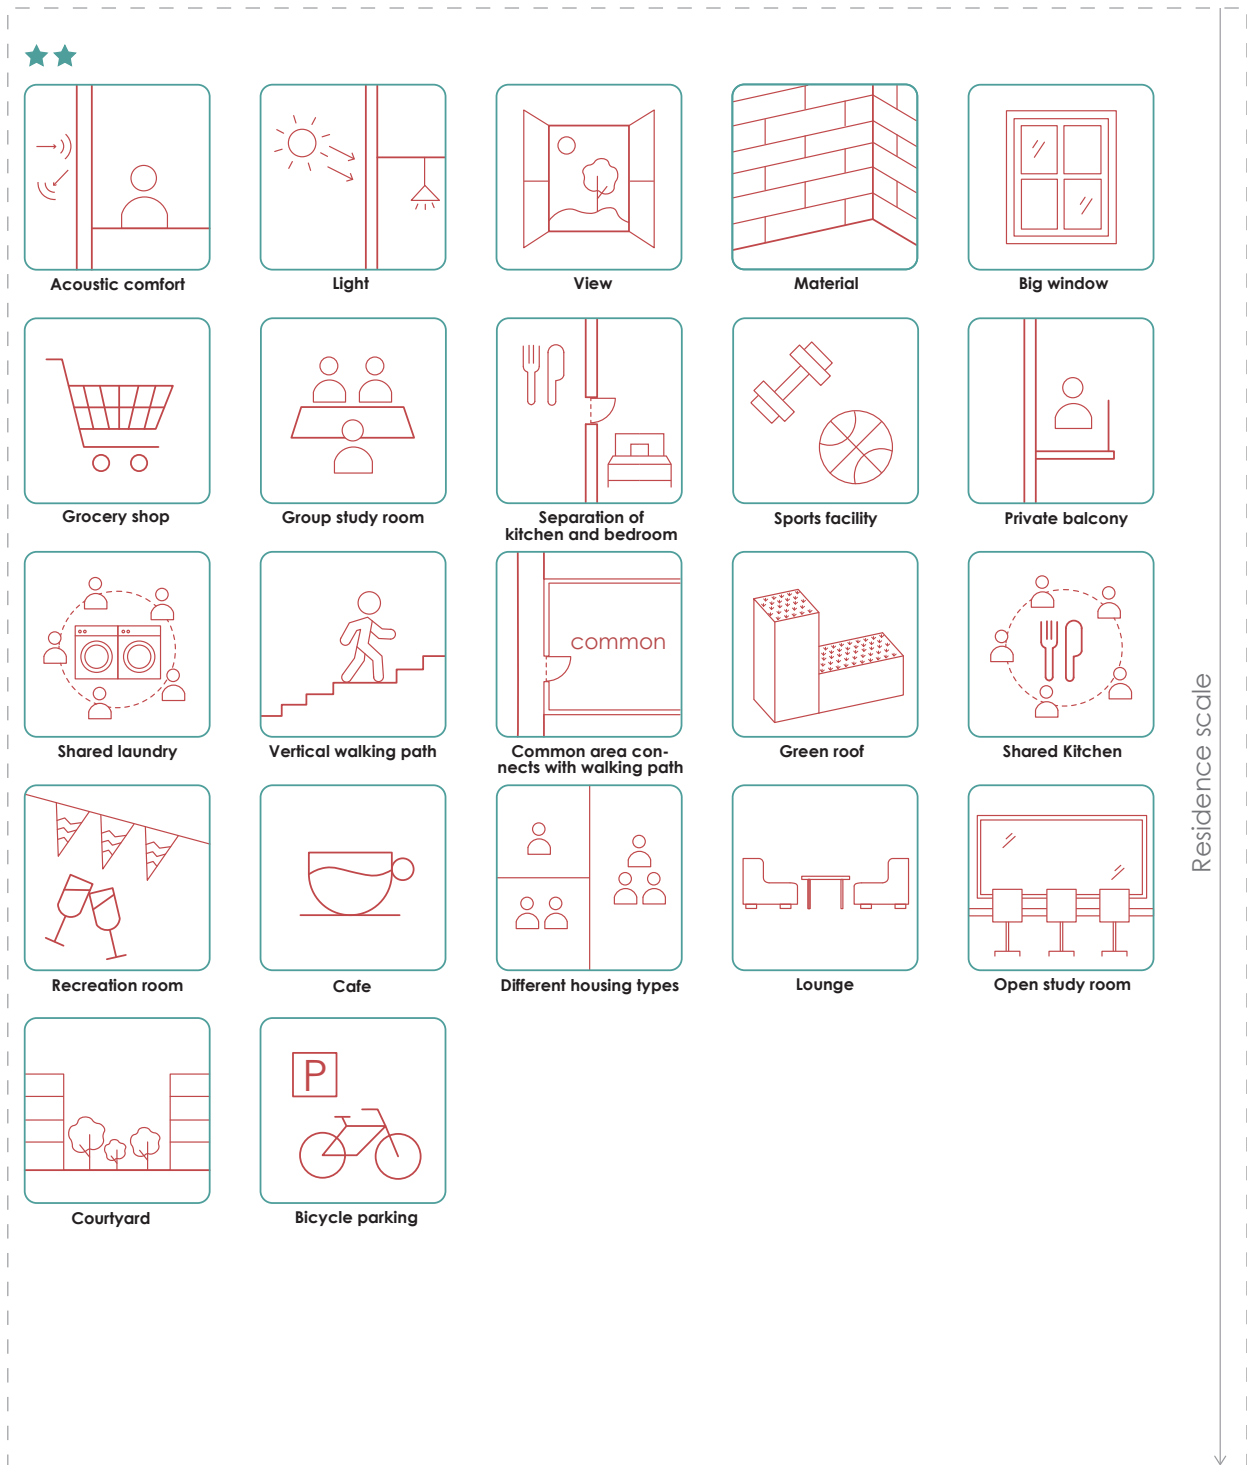 Acoustic comfort
Light
View
Material
Big window
Grocery shop
Group study room
Separation of
kitchen and bedroom
Sports facility
Private balcony
common
Shared laundry
Vertical walking path
Common area con-
nects with walking path
Green roof
Shared Kitchen
Recreation room
Cafe
Different housing types
Lounge
Open study room
P
Courtyard
Bicycle parking
Residence scale